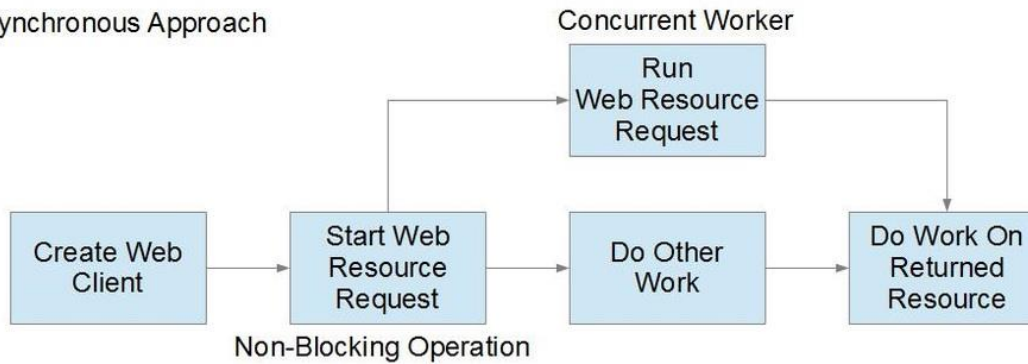 ynchronous Approach
Concurrent Worker
Run
Web Resource
Request
Create Web
Client
Start Web
Resource
Request
Do Other
Work
Do Work On
Returned
Resource
Non-Blocking Operation